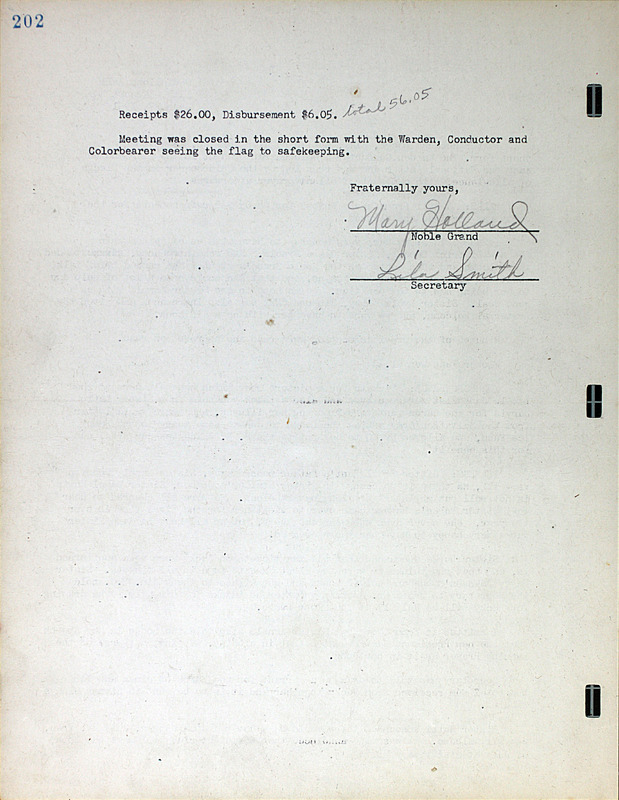 202
Receipts $26.00, Disbursement $6.05. total 56.05
Meeting was closed in the short form with the Warden, Conductor and
Colorbearer seeing the flag to safekeeping.
Fraternally yours,
Mary Holland
Noble Grand
Lila Smith
Secretary